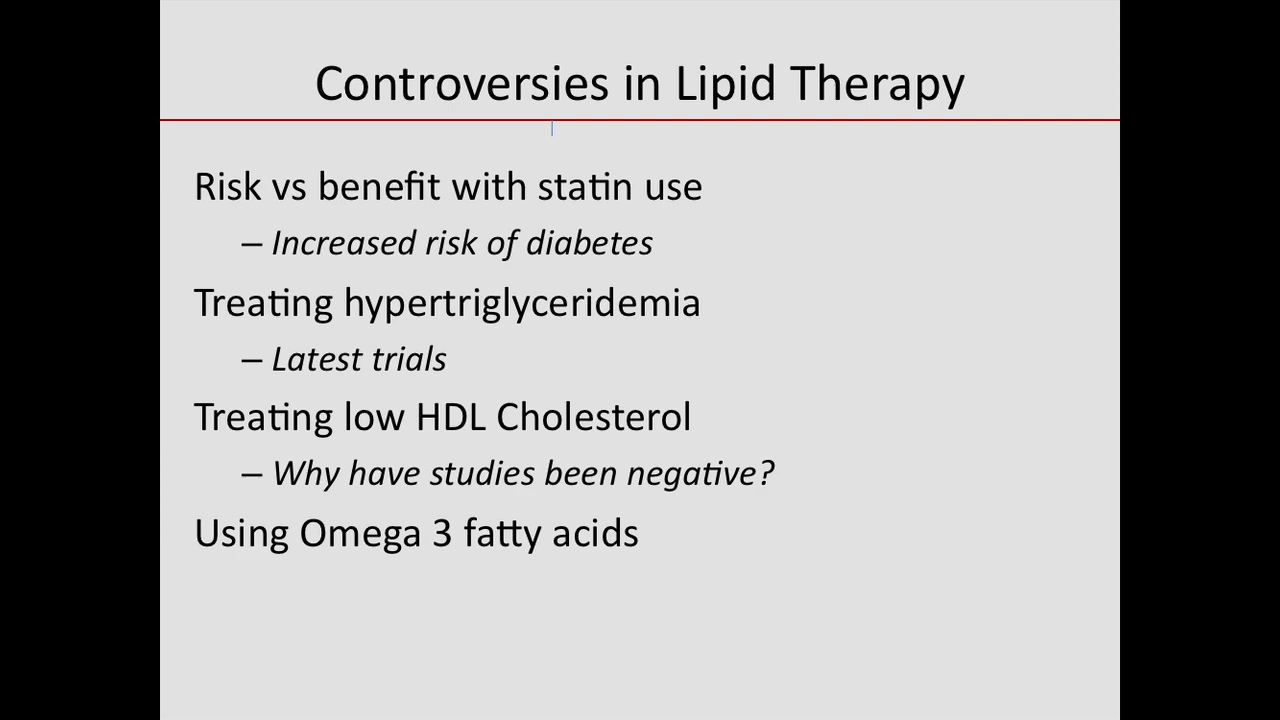 Controversies in Lipid Therapy
Risk vs benefit with statin use
– Increased risk of diabetes
Treating hypertriglyceridemia
– Latest trials
Treating low HDL Cholesterol
– Why have studies been negative?
Using Omega 3 fatty acids